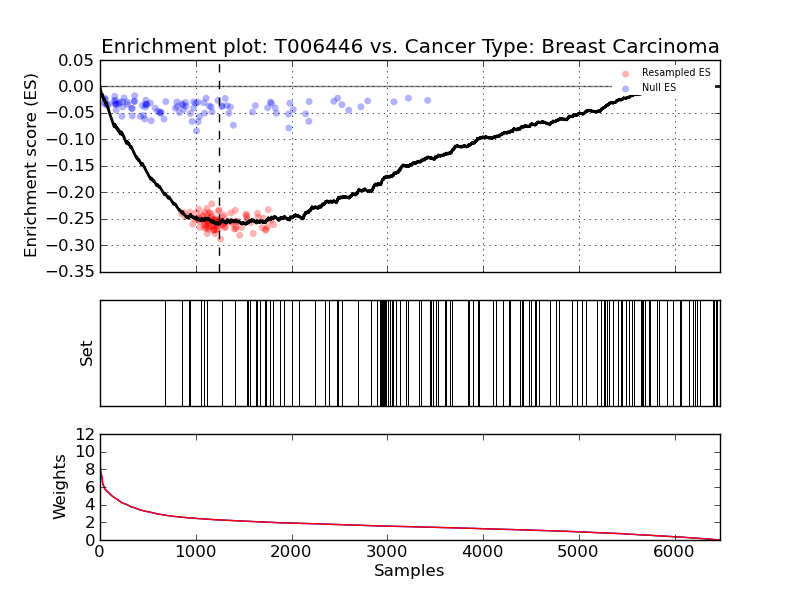 Enrichment plot: T006446 vs. Cancer Type: Breast Carcinoma
0.05
0.00
−0.05
−0.10
−0.15
−0.20
−0.25
−0.30
−0.35
Enrichment score (ES)
Resampled ES
Null ES
Set
12
10
8
6
4
2
0
Weights
0 1000 2000 3000 4000 5000 6000
Samples